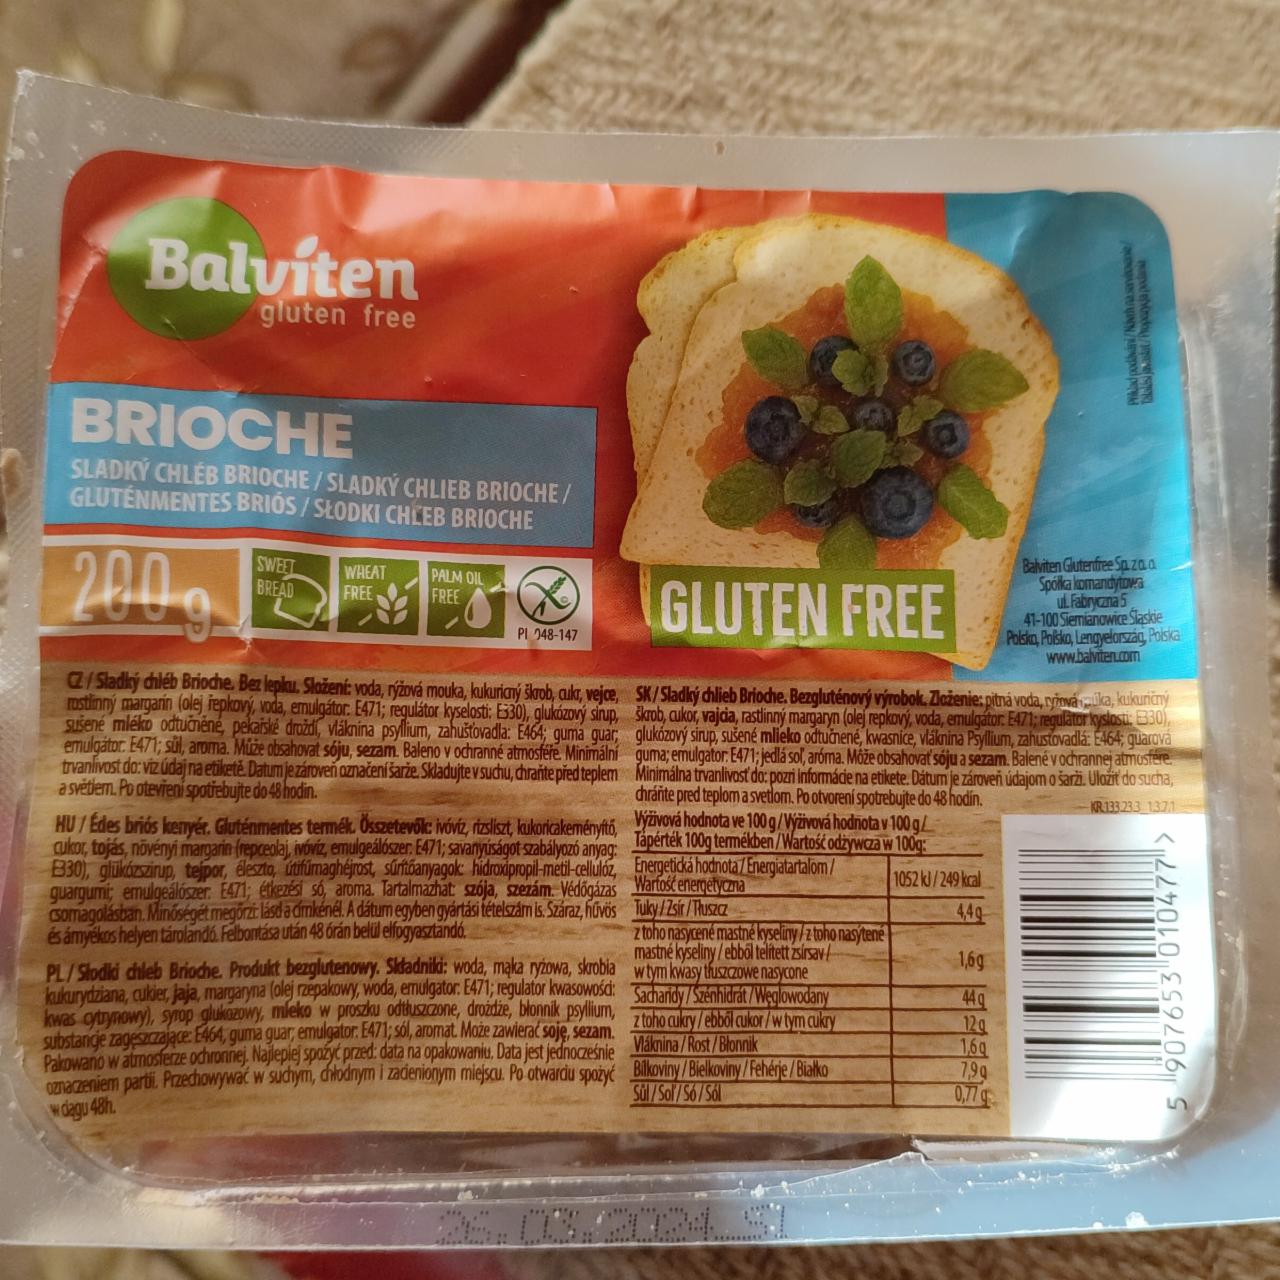 Balviten
gluten free
BRIOCHE
SLADKÝ CHLÉB BRIOCHE / SLADKÝ CHLIEB BRIOCHE /
GLUTÉNMENTES BRIÓS / SŁODKI CHLEB BRIOCHE
200 g
SWEET
BREAD
WHEAT
FREE
PALM OIL
FREE
GLUTEN FREE
Balviten Glutenfree Sp. z o.o.
Spółka komandytowa
ul. Fabryczna 5
41-100 Siemianowice Śląskie
Polsko, Poľsko, Lengyelország, Polska
www.balviten.com
CZ / Sladký chléb Brioche. Bez lepku. Složení: voda, rýžová mouka, kukuřicný škrob, cukr, vejce,
rostlinný margarín (olej řepkový, voda, emulgátor: E471; regulátor kyselosti: E330), glukózový sirup,
sušené mléko odtučněné, pekařské droždí, vláknina psyllium, zahušťovadla: E464; guma guar;
emulgátor: E471; sůl, aroma. Může obsahovat sóju, sezam. Baleno v ochranné atmosféře. Minimální
trvanlivost do: viz údaj na etiketě. Datum je zároveň označení šarže. Skladujte v suchu, chraňte před teplem
a světlem. Po otevření spotřebujte do 48 hodin.
HU / Édes briós kenyér. Gluténmentes termék. Összetevők: ivóvíz, rizsliszt, kukoricakeményítő,
cukor, tojás, növényi margarin (repceolaj, ivóvíz, emulgeálószer: E471; savanyúságot szabályozó anyag:
E330), glükózszirup, tejpor, élesztő, útifűmaghéjrost, sűrítőanyagok: hidroxipropil-metil-cellulóz,
guargumi; emulgeálószer: E471; étkezési só, aroma. Tartalmazhat: szója, szezám. Védőgázas
csomagolásban. Minőségét megőrzi: lásd a címkénél. A dátum egyben gyártási tételszám is. Száraz, hűvös
és árnyékos helyen tárolandó. Felbontása után 48 órán belül elfogyasztandó.
PL / Słodki chleb Brioche. Produkt bezglutenowy. Składniki: woda, mąka ryżowa, skrobia
kukurydziana, cukier, jaja, margaryna (olej rzepakowy, woda, emulgator: E471; regulator kwasowości:
kwas cytrynowy), syrop glukozowy, mleko w proszku odtłuszczone, drożdże, błonnik psyllium,
substancje zagęszczające: E464, guma guar; emulgator: E471; sól, aromat. Może zawierać soję, sezam.
Pakowano w atmosferze ochronnej. Najlepiej spożyć przed: data na opakowaniu. Data jest jednocześnie
oznaczeniem partii. Przechowywać w suchym, chłodnym i zacienionym miejscu. Po otwarciu spożyć
w ciągu 48h.
SK / Sladký chlieb Brioche. Bezgluténový výrobok. Zloženie: pitná voda, ryžová múka, kukuričný
škrob, cukor, vajcia, rastlinný margaryn (olej repkový, voda, emulgátor: E471; regulátor kyslosti: E330),
glukózový sirup, sušené mlieko odtučnené, kvasnice, vláknina Psyllium, zahusťovadlá: E464; guarová
guma; emulgator: E471; jedlá soľ, aróma. Môže obsahovať sóju a sezam. Balené v ochrannej atmosfére.
Minimálna trvanlivosť do: pozri informácie na etikete. Dátum je zároveň údajom o šarži. Uložiť do sucha,
chráňte pred teplom a svetlom. Po otvorení spotrebujte do 48 hodín.
KR.133.23.3_1.3.7.1
Výživová hodnota ve 100 g / Výživová hodnota v 100 g /
Tápérték 100g termékben / Wartość odżywcza w 100g:
Energetická hodnota / Energiatartalom /
Wartość energetyczna 1052 kJ / 249 kcal
Tuky / Zsír / Tłuszcz 4,4 g
z toho nasycené mastné kyseliny / z toho nasýtené
mastné kyseliny / ebből telített zsírsav /
w tym kwasy tłuszczowe nasycone 1,6 g
Sacharidy / Szénhidrát / Węglowodany 44 g
z toho cukry / ebből cukor / w tym cukry 12 g
Vláknina / Rost / Błonnik 1,6 g
Bílkoviny / Bielkoviny / Fehérje / Białko 7,9 g
Sůl / Soľ / Só / Sól 0,77 g
5 907653 010477 >
26.03.2024 S1